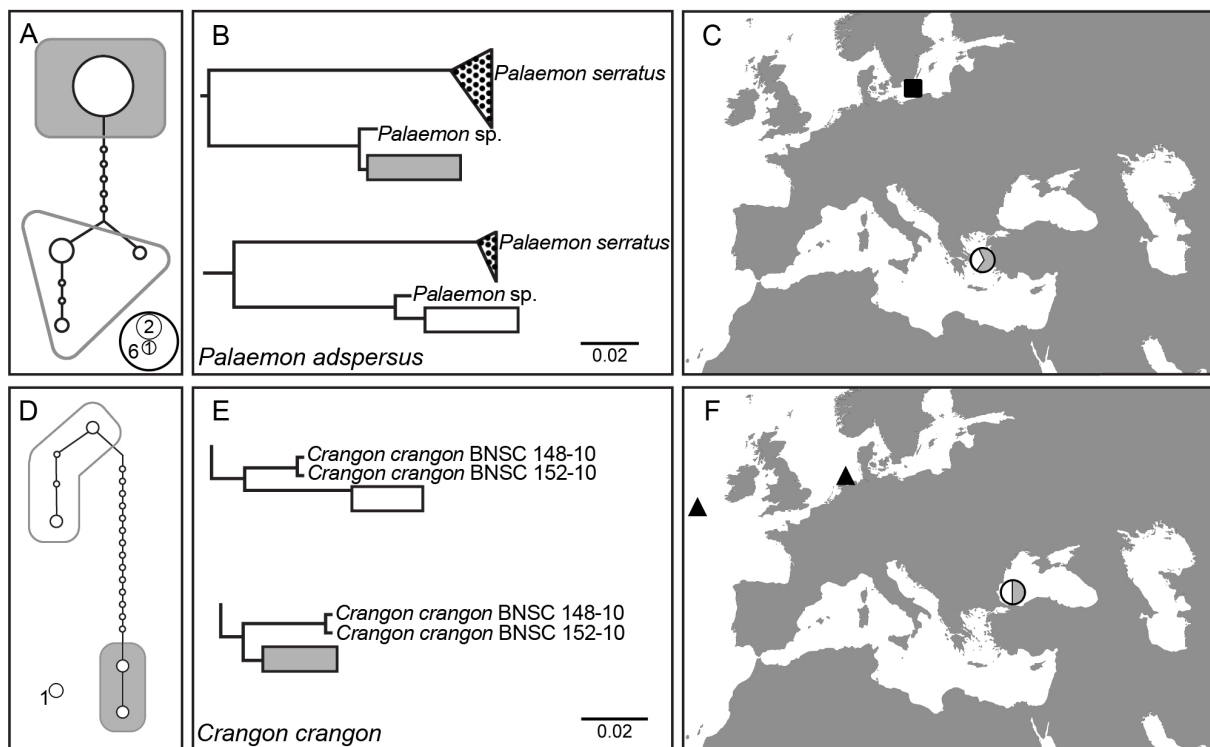 A
2
6
1
B
Palaemon serratus
Palaemon sp.
Palaemon serratus
Palaemon sp.
Palaemon adspersus
0.02
C
D
1
E
Crangon crangon BNSC 148-10
Crangon crangon BNSC 152-10
Crangon crangon BNSC 148-10
Crangon crangon BNSC 152-10
Crangon crangon
0.02
F